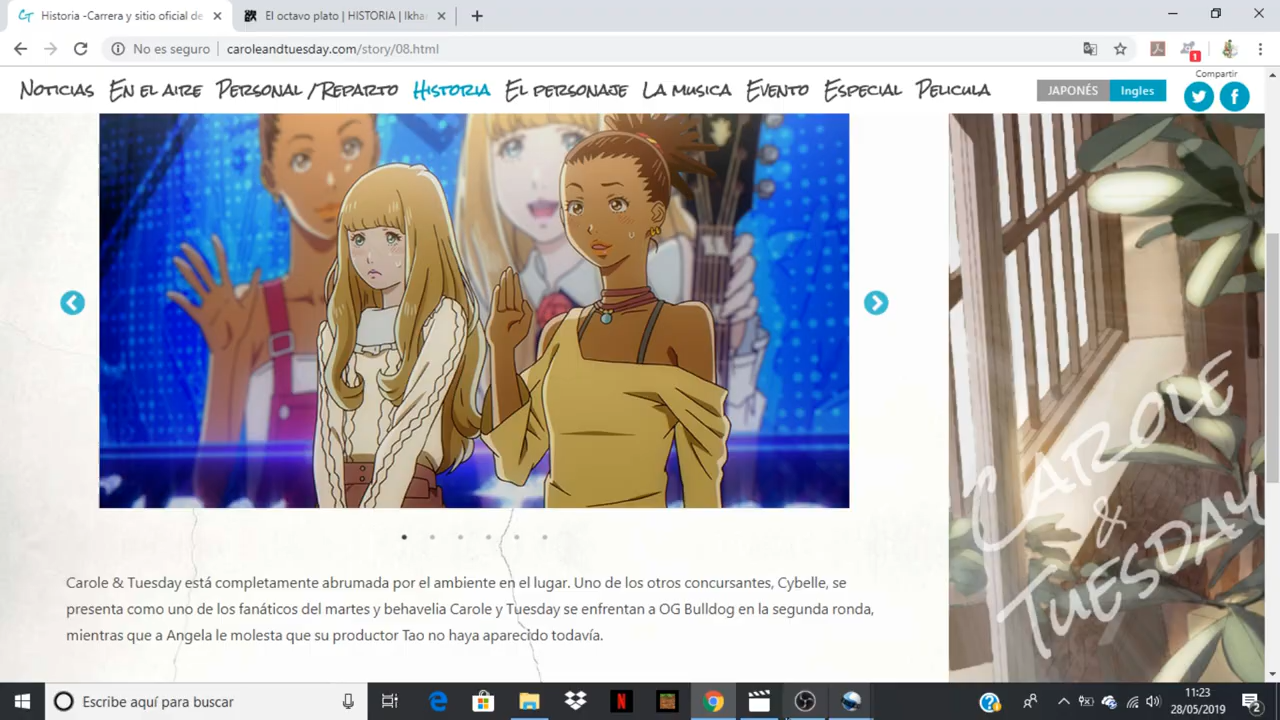 Historia -Carrera y sitio oficial de
El octavo plato | HISTORIA | Ikha
No es seguro
caroleandtuesday.com/story/08.html
1
Noticias
En el aire
Personal /Reparto
Historia
El personaje
La musica
Evento
Especial
Pelicula
JAPONÉS
Ingles
Compartir
CAROLE
&
TUESDAY
Carole & Tuesday está completamente abrumada por el ambiente en el lugar. Uno de los otros concursantes, Cybelle, se
presenta como uno de los fanáticos del martes y behavelia Carole y Tuesday se enfrentan a OG Bulldog en la segunda ronda,
mientras que a Angela le molesta que su productor Tao no haya aparecido todavía.
Escribe aquí para buscar
11:23
28/05/2019
2